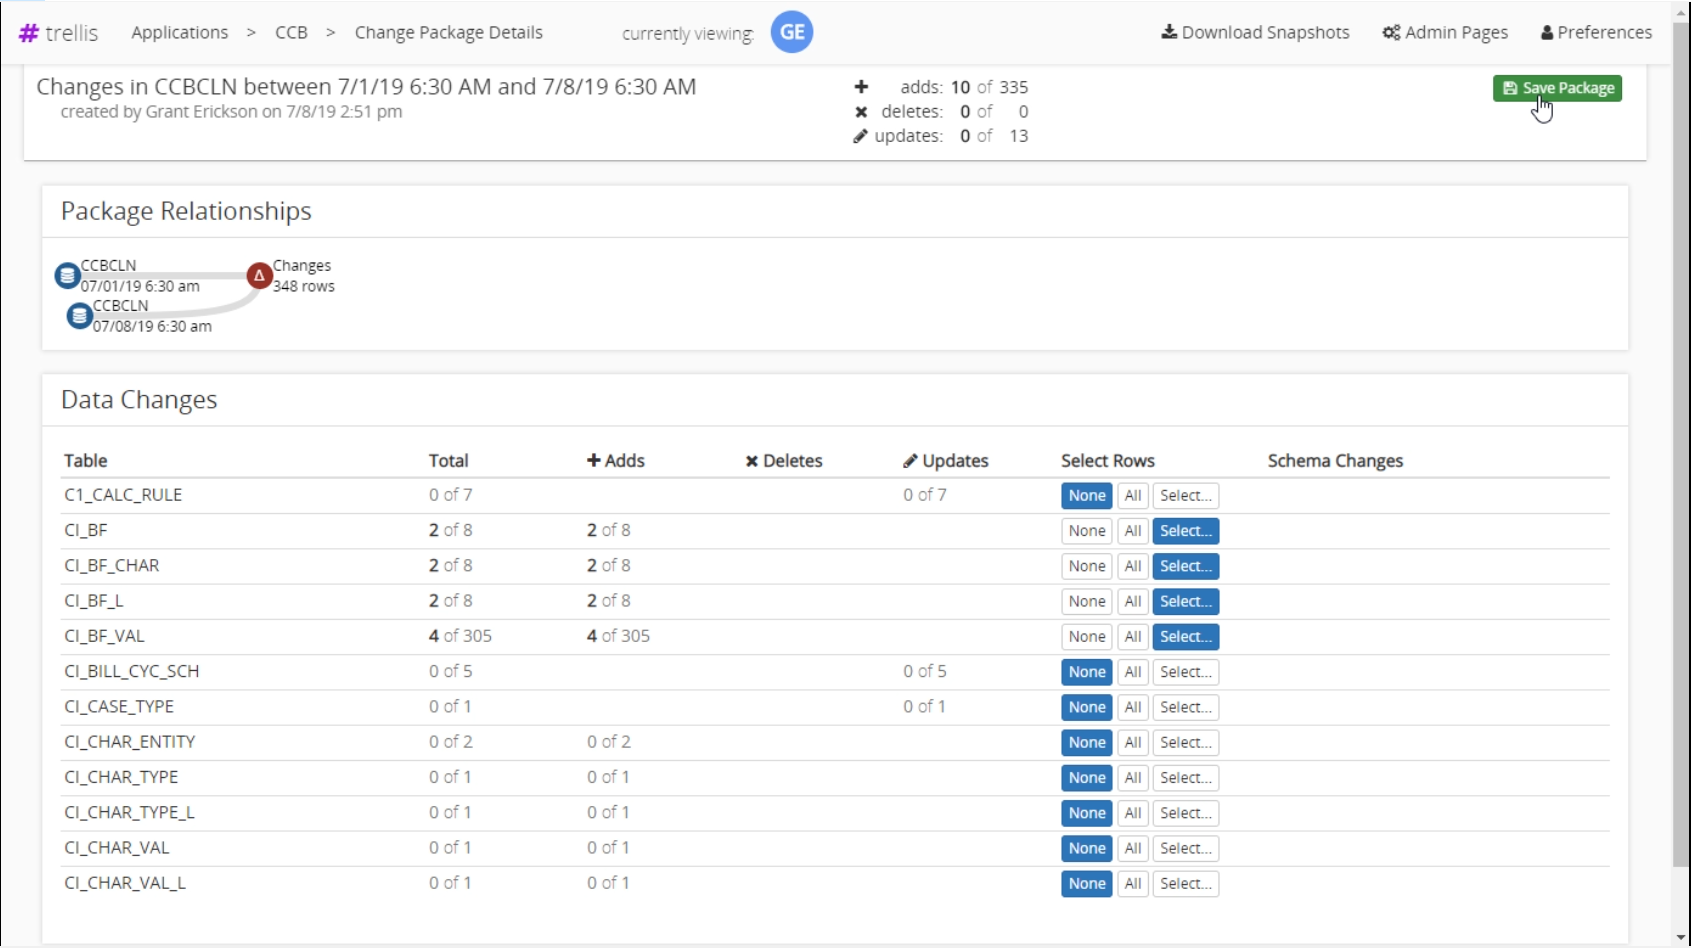 # trellis Applications > CCB > Change Package Details currently viewing: GE Download Snapshots Admin Pages Preferences
Changes in CCBCLN between 7/1/19 6:30 AM and 7/8/19 6:30 AM
created by Grant Erickson on 7/8/19 2:51 pm
adds: 10 of 335
deletes: 0 of 0
updates: 0 of 13
Save Package
Package Relationships
CCBCLN
07/01/19 6:30 am
CCBCLN
07/08/19 6:30 am
Δ
Changes
348 rows
Data Changes
Table Total Adds Deletes Updates Select Rows Schema Changes
C1_CALC_RULE 0 of 7 0 of 7 None All Select...
CI_BF 2 of 8 2 of 8 None All Select...
CI_BF_CHAR 2 of 8 2 of 8 None All Select...
CI_BF_L 2 of 8 2 of 8 None All Select...
CI_BF_VAL 4 of 305 4 of 305 None All Select...
CI_BILL_CYC_SCH 0 of 5 0 of 5 None All Select...
CI_CASE_TYPE 0 of 1 0 of 1 None All Select...
CI_CHAR_ENTITY 0 of 2 0 of 2 None All Select...
CI_CHAR_TYPE 0 of 1 0 of 1 None All Select...
CI_CHAR_TYPE_L 0 of 1 0 of 1 None All Select...
CI_CHAR_VAL 0 of 1 0 of 1 None All Select...
CI_CHAR_VAL_L 0 of 1 0 of 1 None All Select...